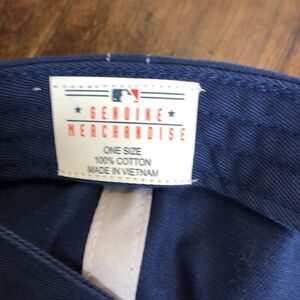 GENUINE
MERCHANDISE
ONE SIZE
100% COTTON
MADE IN VIETNAM